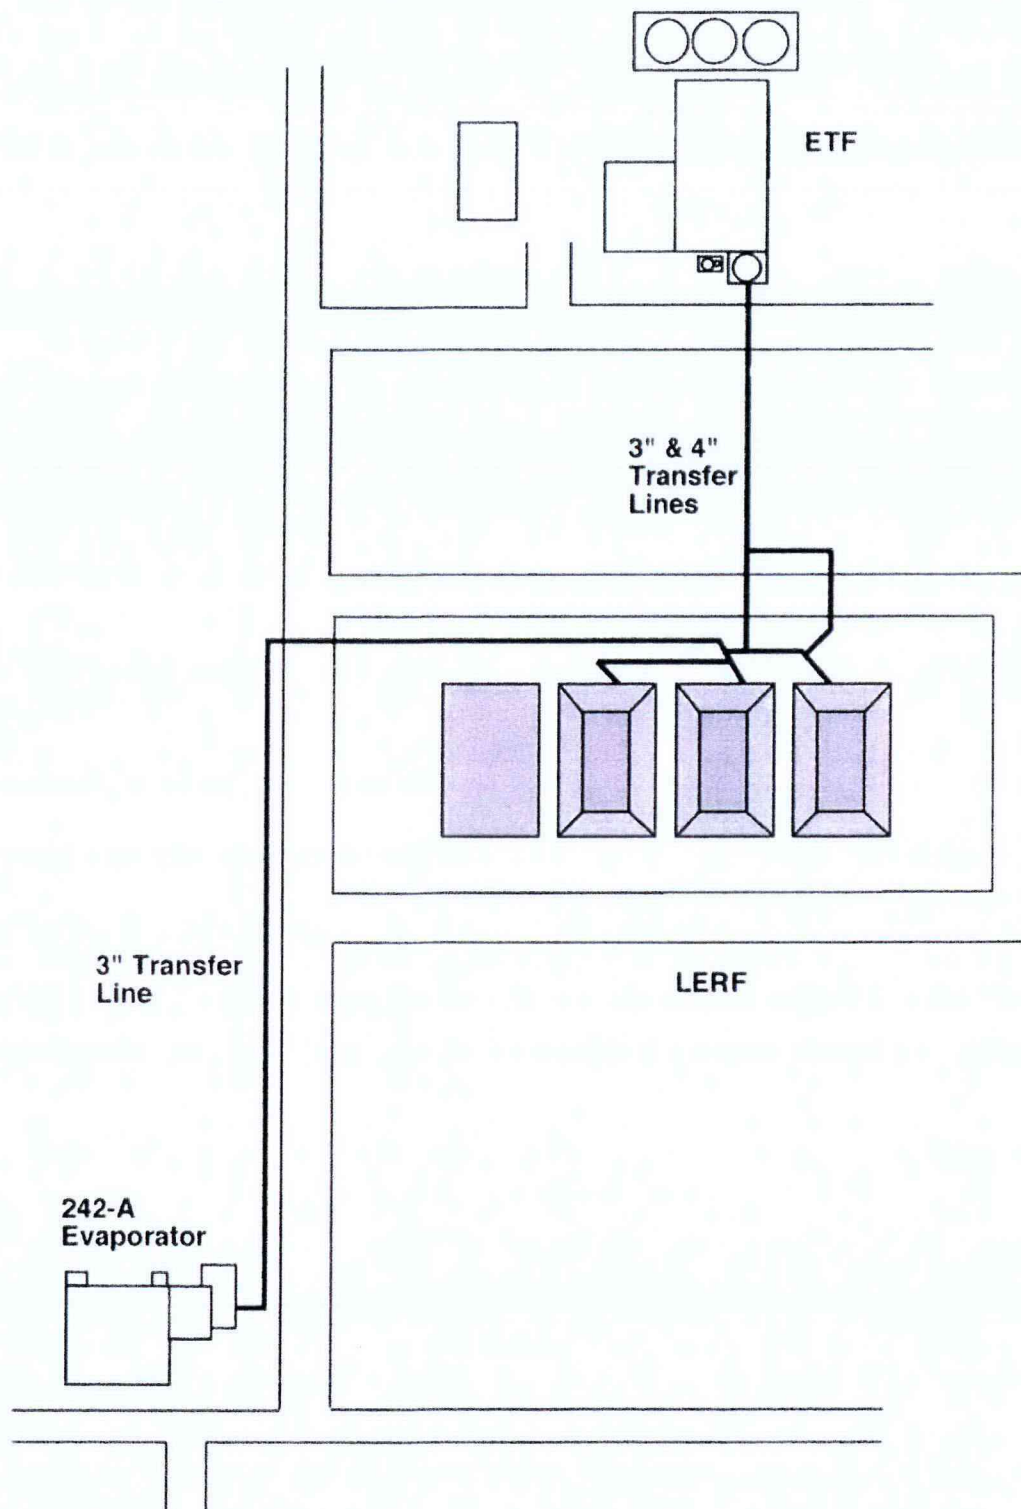 ETF
3" & 4"
Transfer
Lines
3" Transfer
Line
LERF
242-A
Evaporator